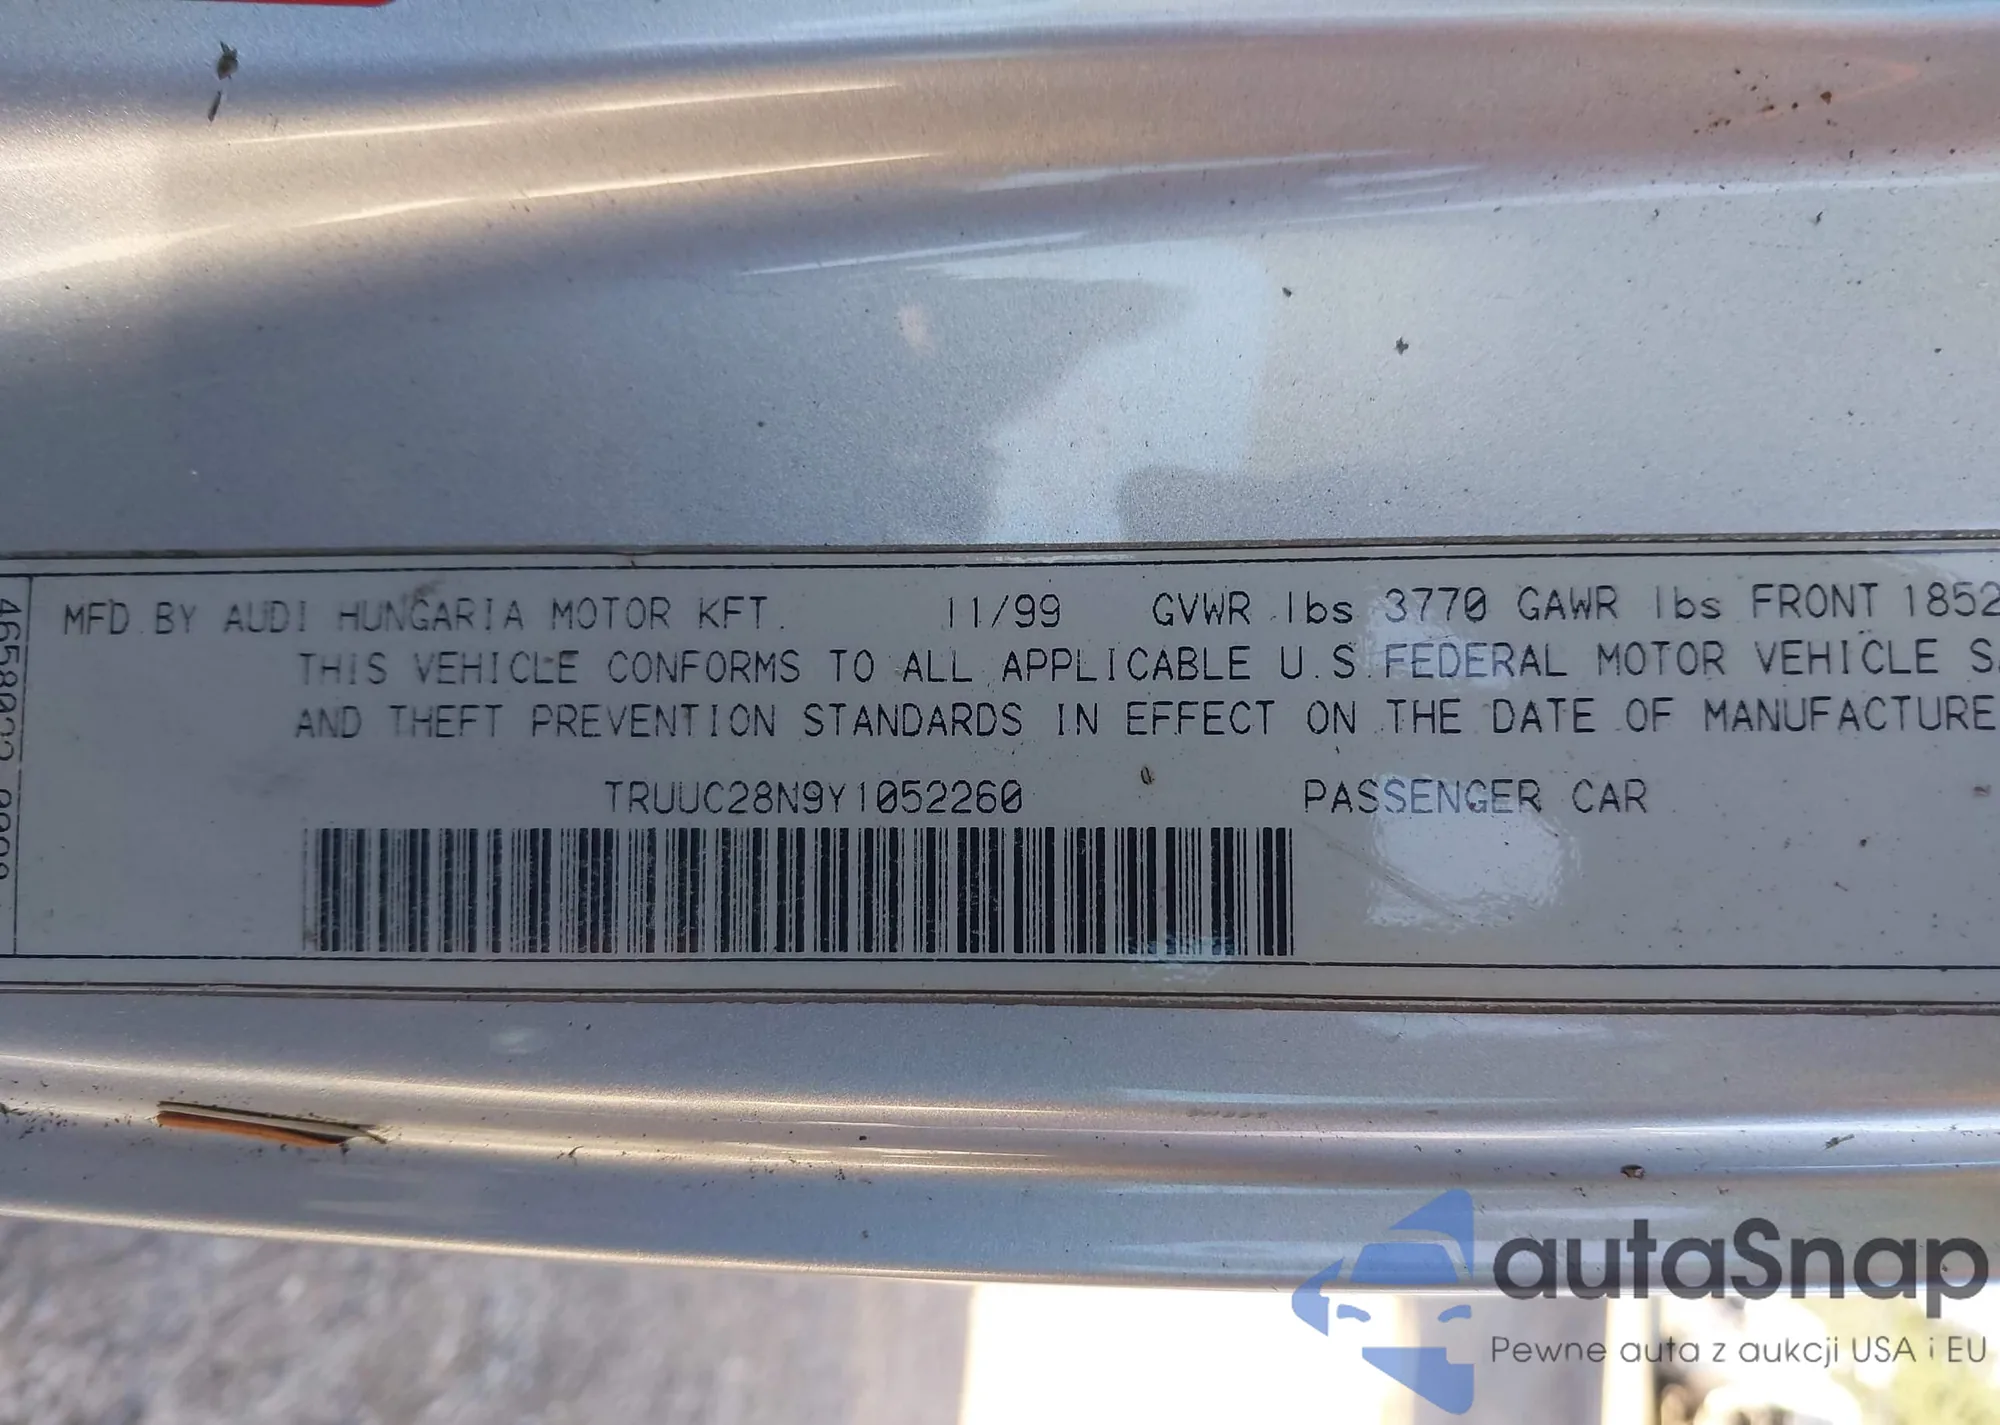 MFD BY AUDI HUNGARIA MOTOR KFT. 11/99 GVWR lbs 3770 GAWR lbs FRONT 1852
THIS VEHICLE CONFORMS TO ALL APPLICABLE U.S FEDERAL MOTOR VEHICLE S
AND THEFT PREVENTION STANDARDS IN EFFECT ON THE DATE OF MANUFACTURE
TRUUC28N9Y1052260 PASSENGER CAR
autaSnap
Pewne auta z aukcji USA i EU